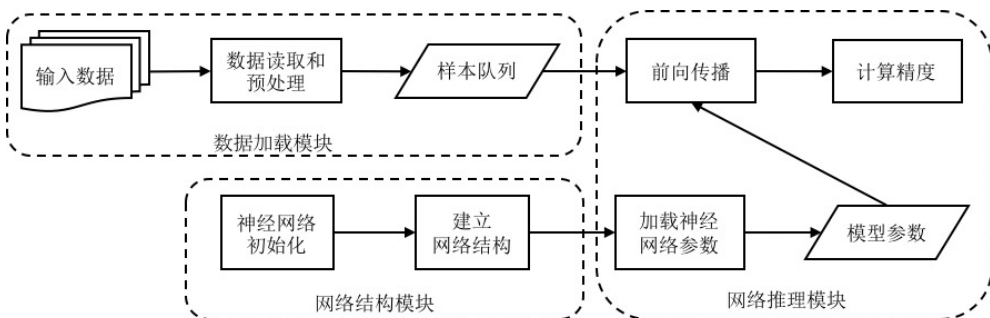 输入数据
数据读取和
预处理
样本队列
前向传播
计算精度
数据加载模块
神经网络
初始化
建立
网络结构
加载神经
网络参数
模型参数
网络结构模块
网络推理模块